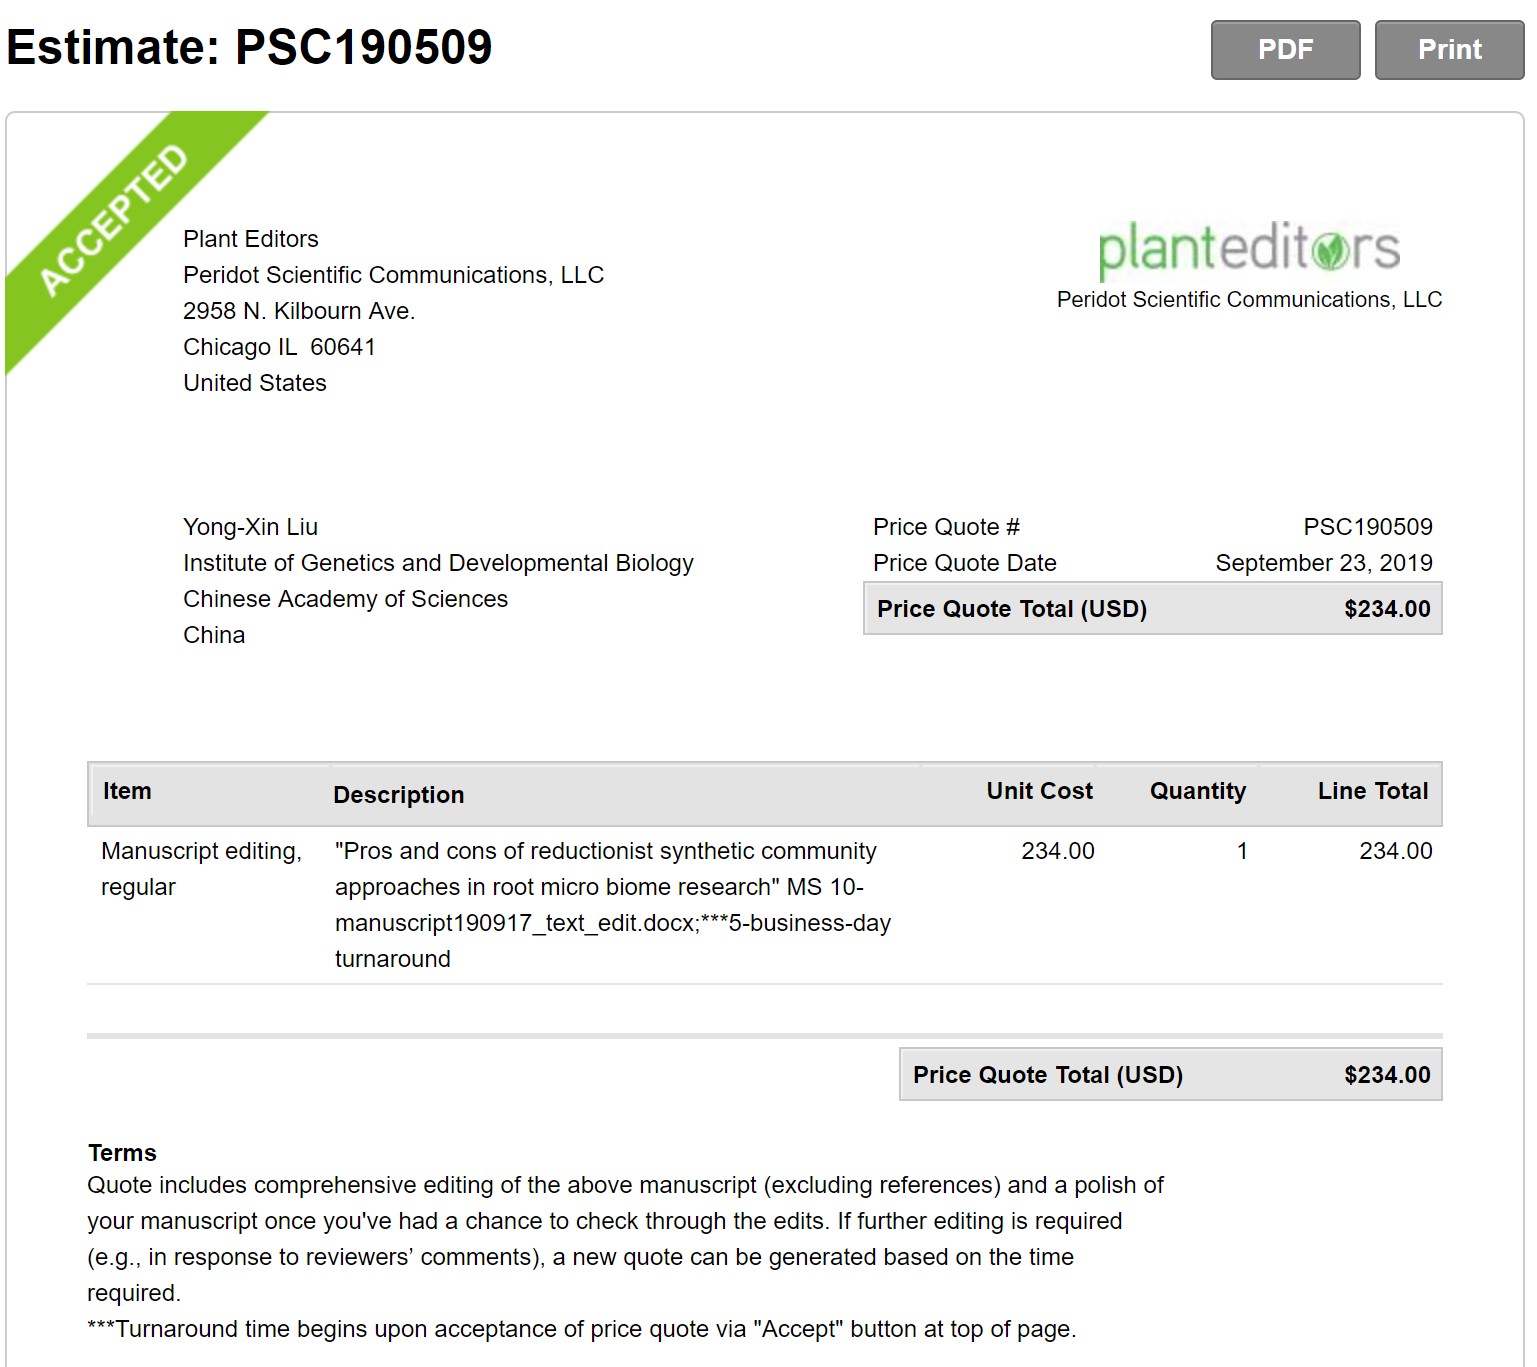 Estimate: PSC190509
PDF
Print
ACCEPTED
Plant Editors
Peridot Scientific Communications, LLC
2958 N. Kilbourn Ave.
Chicago IL  60641
United States
planteditors
Peridot Scientific Communications, LLC
Yong-Xin Liu
Institute of Genetics and Developmental Biology
Chinese Academy of Sciences
China
Price Quote # PSC190509
Price Quote Date September 23, 2019
Price Quote Total (USD) $234.00
Item Description Unit Cost Quantity Line Total
Manuscript editing, "Pros and cons of reductionist synthetic community 234.00 1 234.00
regular approaches in root micro biome research" MS 10-
manuscript190917_text_edit.docx;***5-business-day
turnaround
Price Quote Total (USD) $234.00
Terms
Quote includes comprehensive editing of the above manuscript (excluding references) and a polish of
your manuscript once you've had a chance to check through the edits. If further editing is required
(e.g., in response to reviewers’ comments), a new quote can be generated based on the time
required.
***Turnaround time begins upon acceptance of price quote via "Accept" button at top of page.